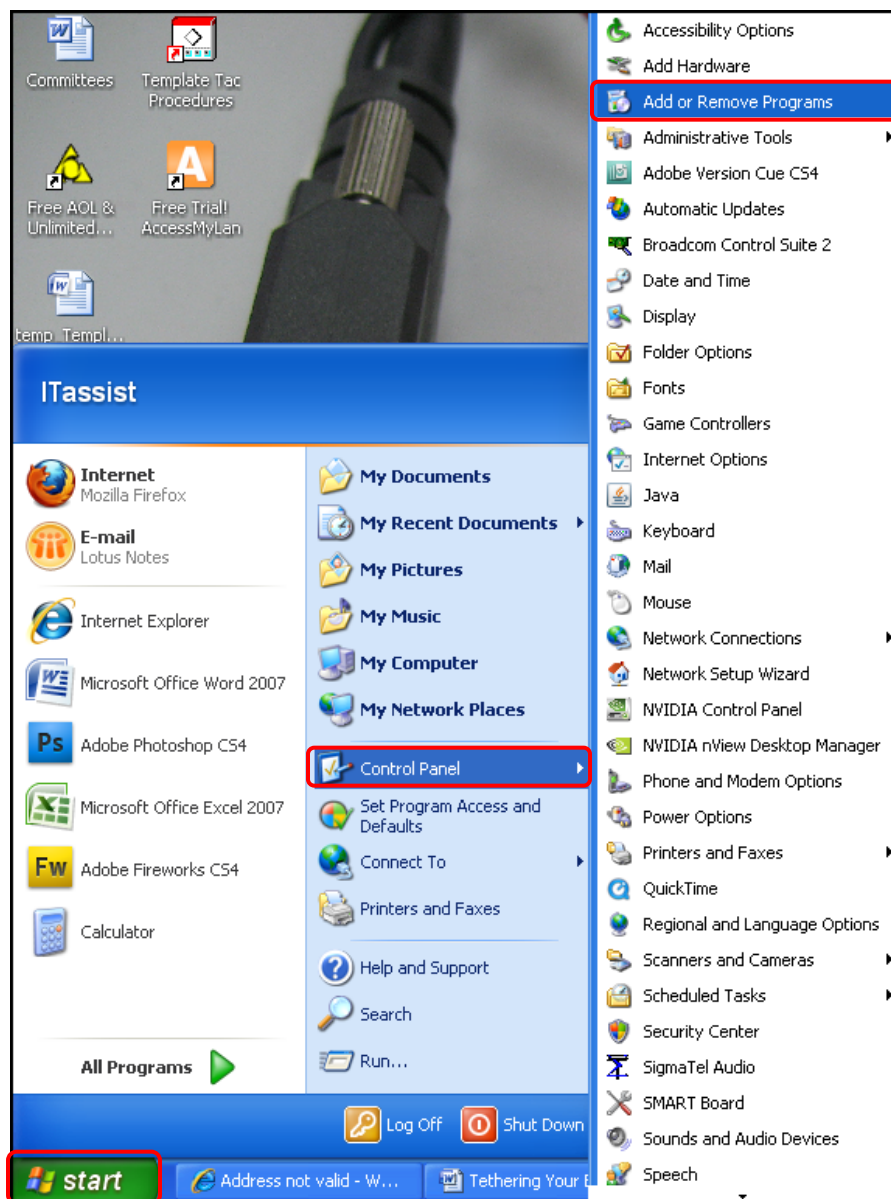 Committees
Template Tac
Procedures
Free AOL &
Unlimited...
Free Trial!
AccessMyLan
temp_Templ...
ITassist
Internet
Mozilla Firefox
E-mail
Lotus Notes
Internet Explorer
Microsoft Office Word 2007
Ps
Adobe Photoshop CS4
Microsoft Office Excel 2007
Fw
Adobe Fireworks CS4
Calculator
All Programs
My Documents
My Recent Documents
My Pictures
My Music
My Computer
My Network Places
Control Panel
Set Program Access and
Defaults
Connect To
Printers and Faxes
Help and Support
Search
Run...
Log Off
Shut Down
start
Address not valid - W...
Tethering Your
Accessibility Options
Add Hardware
Add or Remove Programs
Administrative Tools
Adobe Version Cue CS4
Automatic Updates
Broadcom Control Suite 2
Date and Time
Display
Folder Options
Fonts
Game Controllers
Internet Options
Java
Keyboard
Mail
Mouse
Network Connections
Network Setup Wizard
NVIDIA Control Panel
NVIDIA nView Desktop Manager
Phone and Modem Options
Power Options
Printers and Faxes
QuickTime
Regional and Language Options
Scanners and Cameras
Scheduled Tasks
Security Center
SigmaTel Audio
SMART Board
Sounds and Audio Devices
Speech